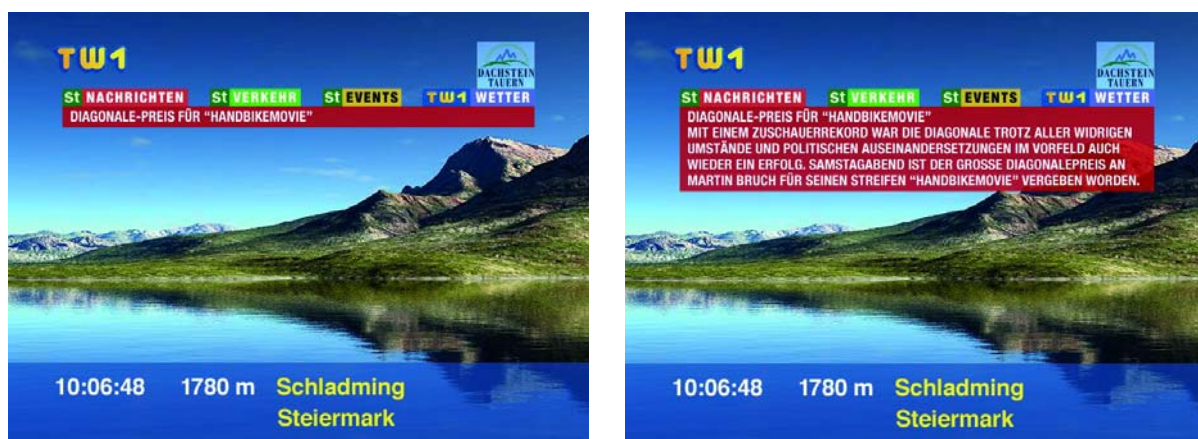 TW1
DACHSTEIN
TAUERN
St NACHRICHTEN St VERKEHR St EVENTS TW1 WETTER
DIAGONALE-PREIS FÜR "HANDBIKEMOVIE"
10:06:48 1780 m Schladming
Steiermark
TW1
DACHSTEIN
TAUERN
St NACHRICHTEN St VERKEHR St EVENTS TW1 WETTER
DIAGONALE-PREIS FÜR "HANDBIKEMOVIE"
MIT EINEM ZUSCHAUERREKORD WAR DIE DIAGONALE TROTZ ALLER WIDRIGEN
UMSTÄNDE UND POLITISCHEN AUSEINANDERSETZUNGEN IM VORFELD AUCH
WIEDER EIN ERFOLG. SAMSTAGABEND IST DER GROSSE DIAGONALEPREIS AN
MARTIN BRUCH FÜR SEINEN STREIFEN "HANDBIKEMOVIE" VERGEBEN WORDEN.
10:06:48 1780 m Schladming
Steiermark